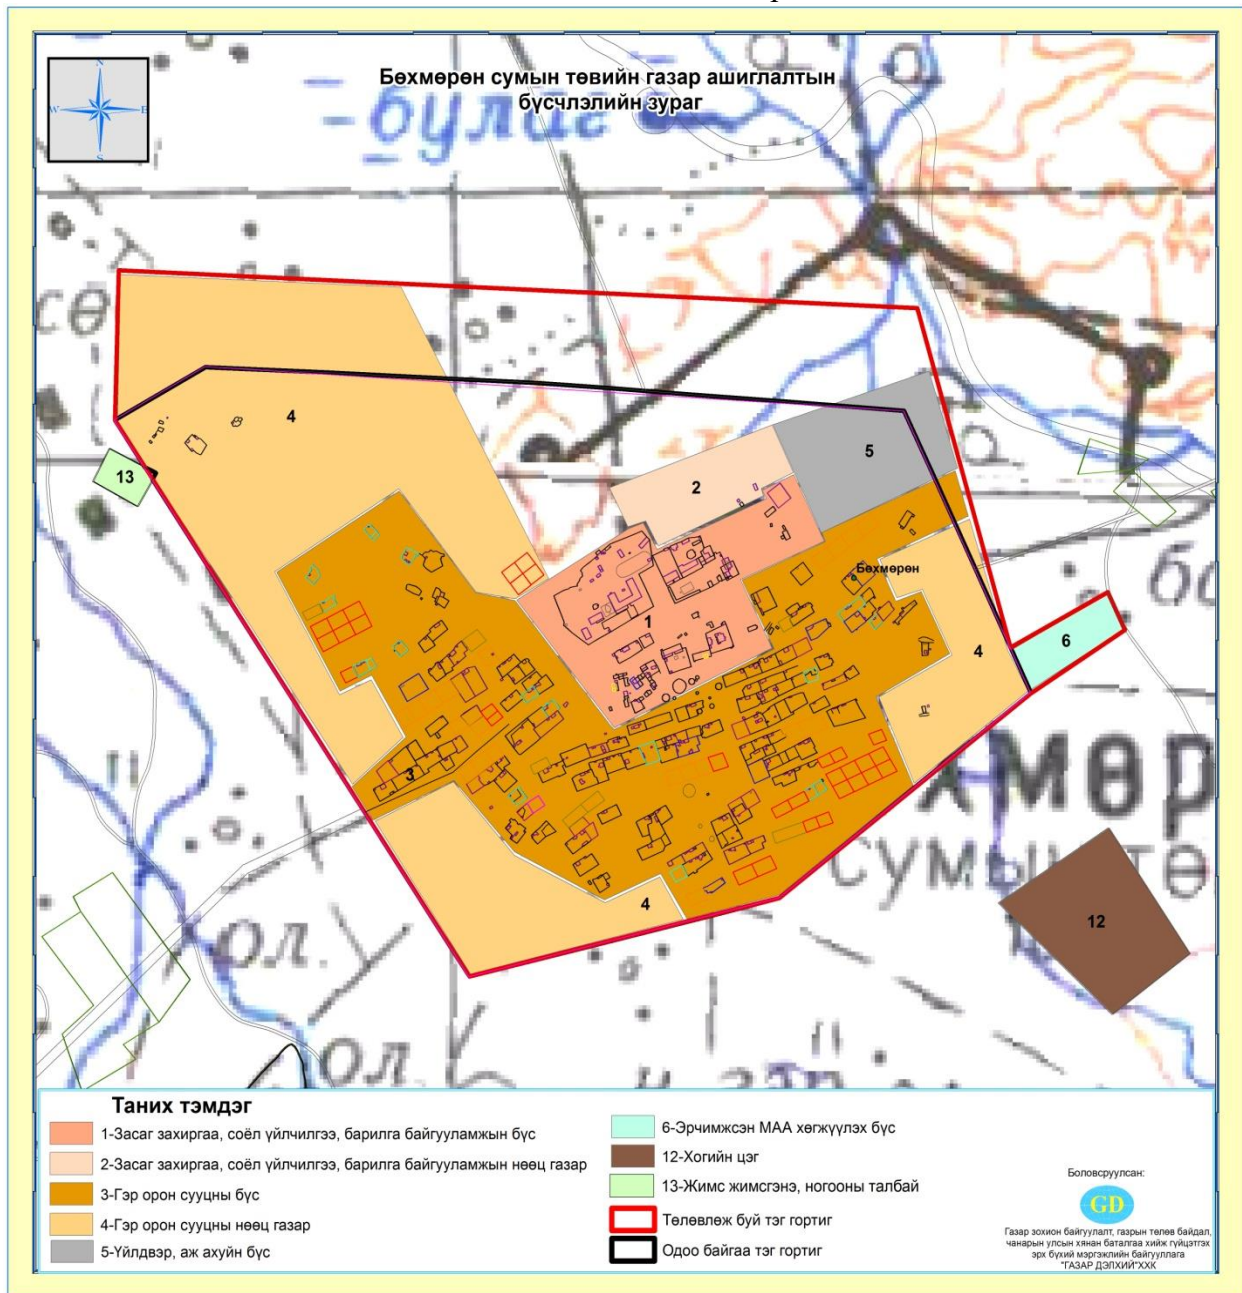 Бөхмөрөн сумын төвийн газар ашиглалтын
бүсчлэлийн зураг
N
W
E
S
булаг
сө
4
13
5
2
Бөхмөрөн
1
6
4
3
ХМӨР
4
12
ол.
ол.
Таних тэмдэг
1-Засаг захиргаа, соёл үйлчилгээ, барилга байгууламжын бүс
2-Засаг захиргаа, соёл үйлчилгээ, барилга байгууламжын нөөц газар
3-Гэр орон сууцны бүс
4-Гэр орон сууцны нөөц газар
5-Үйлдвэр, аж ахуйн бүс
6-Эрчимжсэн МАА хөгжүүлэх бүс
12-Хогийн цэг
13-Жимс жимсгэнэ, ногооны талбай
Төлөвлөж буй тэг гортиг
Одоо байгаа тэг гортиг
Боловсруулсан:
GD
Газар зохион байгуулалт, газрын төлөв байдал,
чанарын улсын хянан баталгаа хийж гүйцэтгэх
эрх бүхий мэргэжлийн байгууллага
"ГАЗАР ДЭЛХИЙ"ХХК